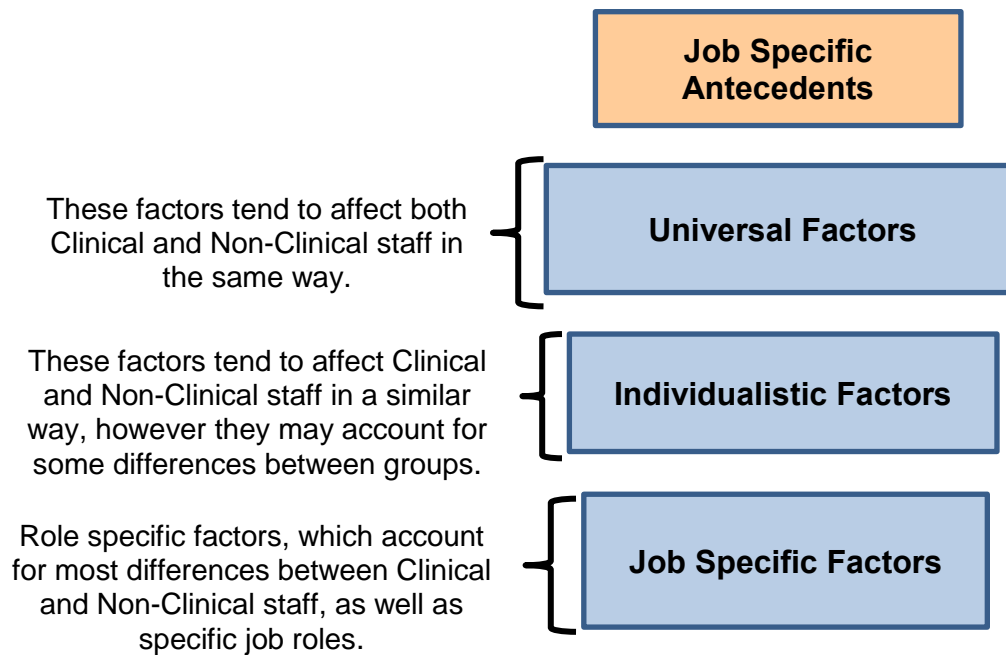 Job Specific
Antecedents
These factors tend to affect both
Clinical and Non-Clinical staff in
the same way.
Universal Factors
These factors tend to affect Clinical
and Non-Clinical staff in a similar
way, however they may account for
some differences between groups.
Individualistic Factors
Role specific factors, which account
for most differences between Clinical
and Non-Clinical staff, as well as
specific job roles.
Job Specific Factors